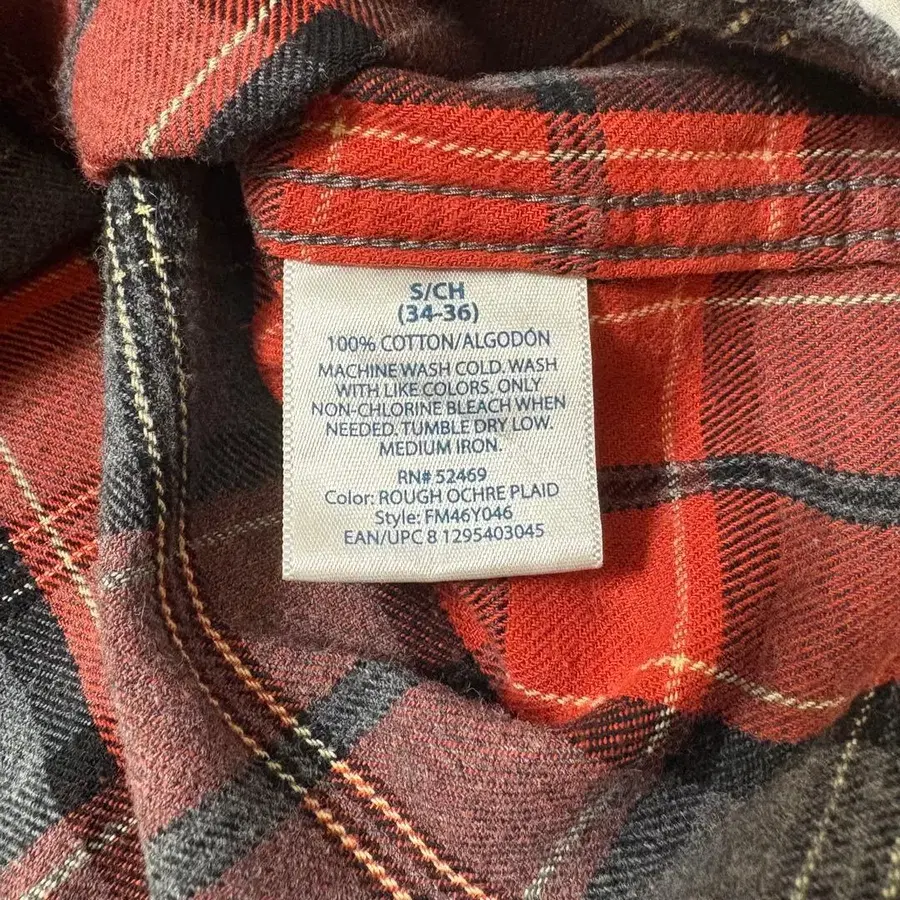 S/CH
(34-36)
100% COTTON/ALGODÓN
MACHINE WASH COLD. WASH
WITH LIKE COLORS. ONLY
NON-CHLORINE BLEACH WHEN
NEEDED. TUMBLE DRY LOW.
MEDIUM IRON.
RN# 52469
Color: ROUGH OCHRE PLAID
Style: FM46Y046
EAN/UPC 8 1295403045